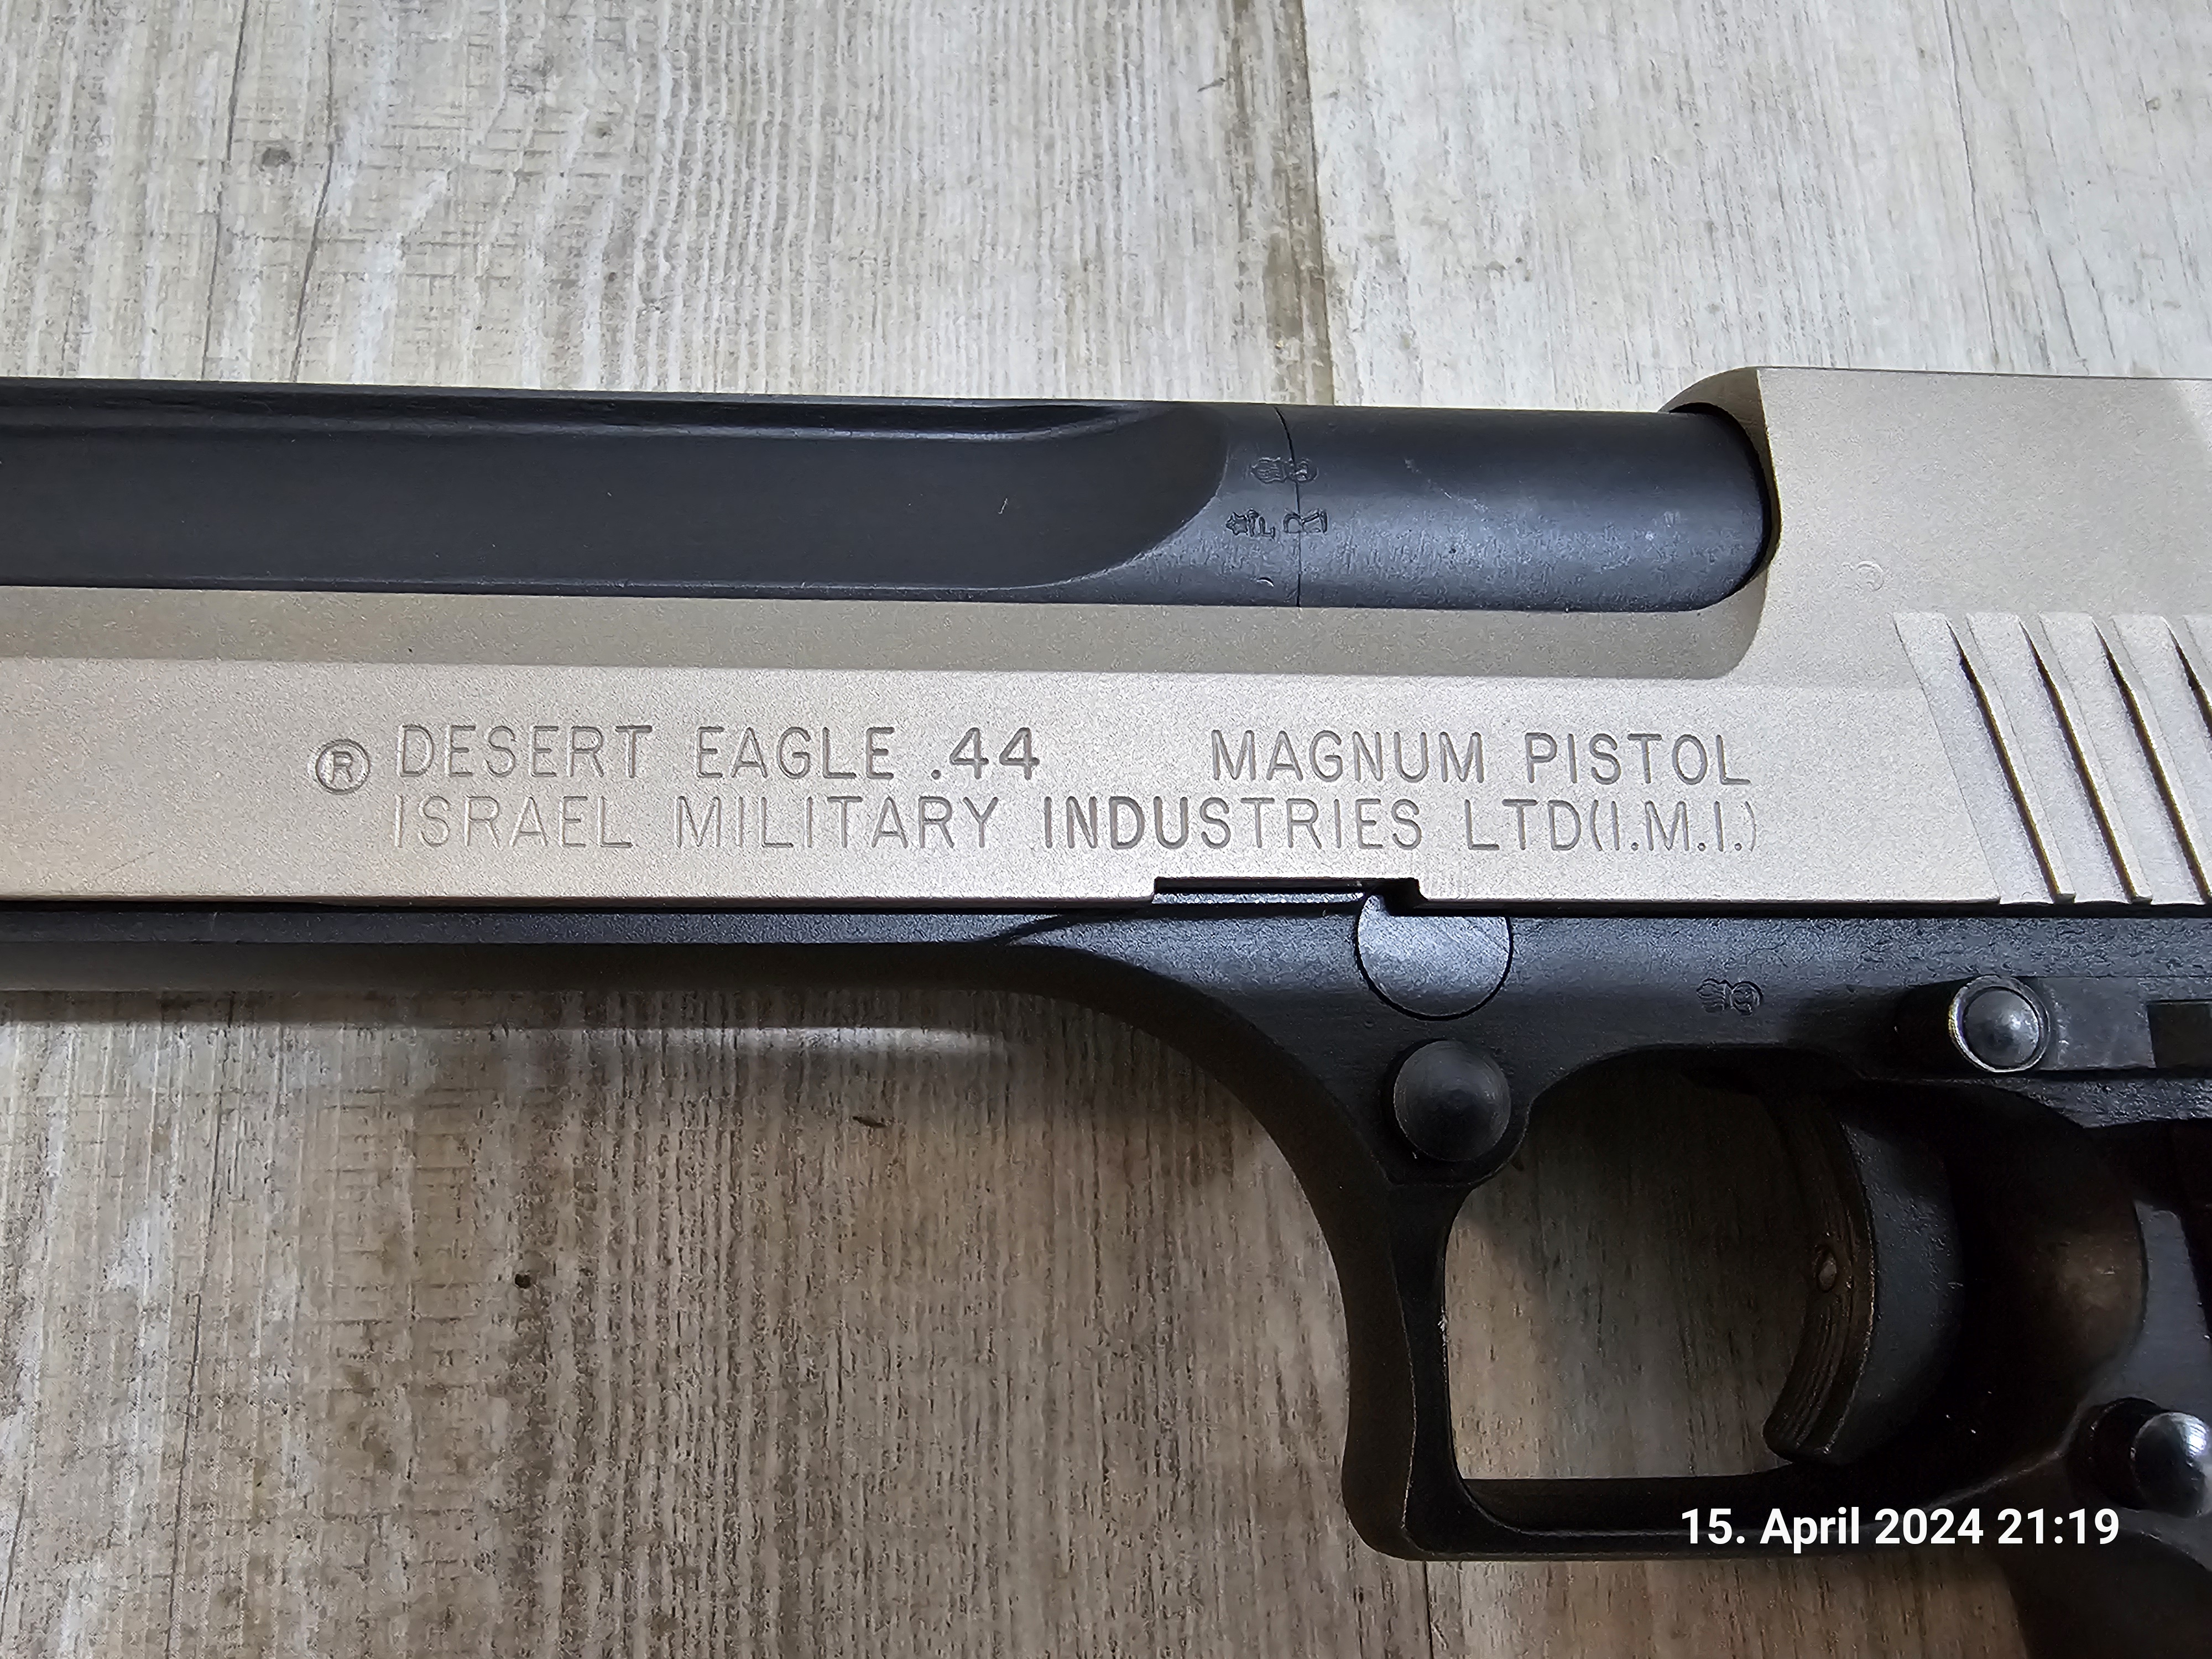 ® DESERT EAGLE .44 MAGNUM PISTOL
ISRAEL MILITARY INDUSTRIES LTD(I.M.I.)
15. April 2024 21:19